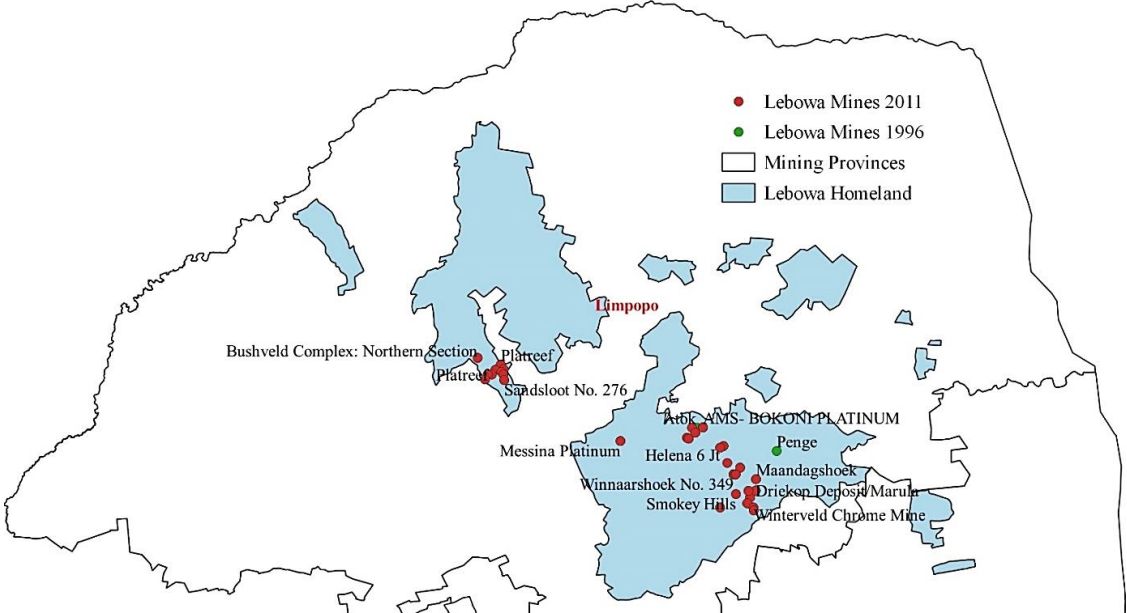 Lebowa Mines 2011
Lebowa Mines 1996
Mining Provinces
Lebowa Homeland
Limpopo
Bushveld Complex: Northern Section
Platreef
Platreef
Sandsloot No. 276
Atok, AMS- BOKONI PLATINUM
Penge
Messina Platinum
Helena 6 Jt
Maandagshoek
Winnaarshoek No. 349
Driekop Deposit/Marula
Smokey Hills
Winterveld Chrome Mine